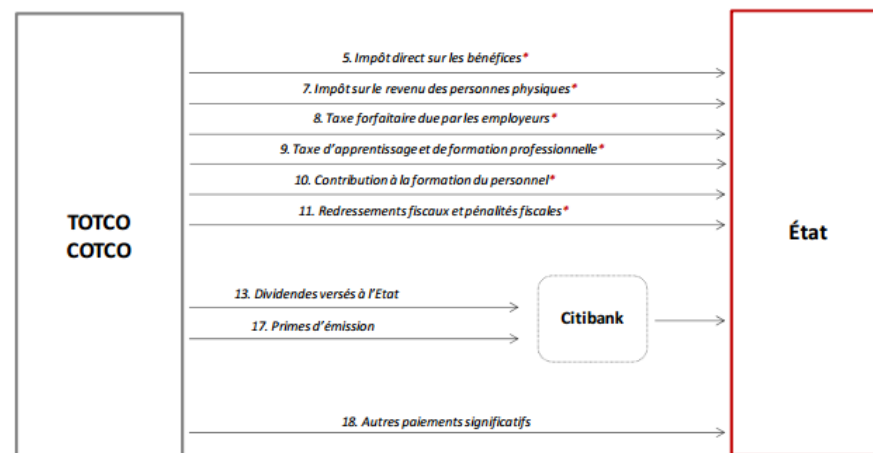 5. Impôt direct sur les bénéfices*
7. Impôt sur le revenu des personnes physiques*
8. Taxe forfaitaire due par les employeurs*
9. Taxe d'apprentissage et de formation professionnelle*
10. Contribution à la formation du personnel*
11. Redressements fiscaux et pénalités fiscales*
TOTCO
COTCO
État
13. Dividendes versés à l'Etat
Citibank
17. Primes d'émission
18. Autres paiements significatifs